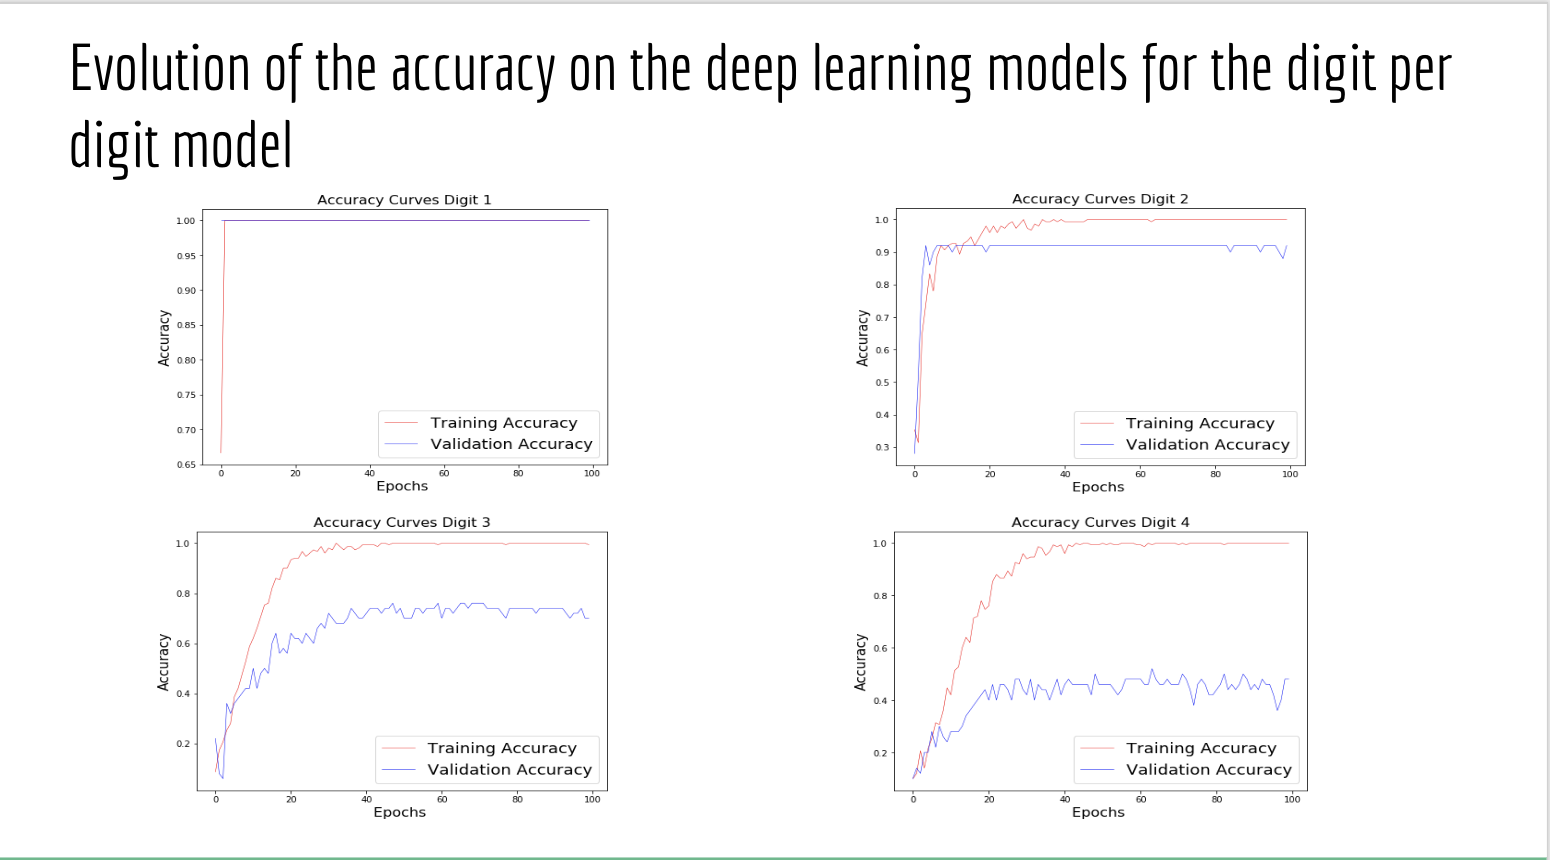 Evolution of the accuracy on the deep learning models for the digit per
digit model
Accuracy Curves Digit 1
1.00
0.95
0.90
0.85
0.80
0.75
0.70
0.65
Accuracy
0 20 40 60 80 100
Epochs
Training Accuracy
Validation Accuracy
Accuracy Curves Digit 2
1.0
0.9
0.8
0.7
0.6
0.5
0.4
0.3
Accuracy
0 20 40 60 80 100
Epochs
Training Accuracy
Validation Accuracy
Accuracy Curves Digit 3
1.0
0.8
0.6
0.4
0.2
Accuracy
0 20 40 60 80 100
Epochs
Training Accuracy
Validation Accuracy
Accuracy Curves Digit 4
1.0
0.8
0.6
0.4
0.2
Accuracy
0 20 40 60 80 100
Epochs
Training Accuracy
Validation Accuracy